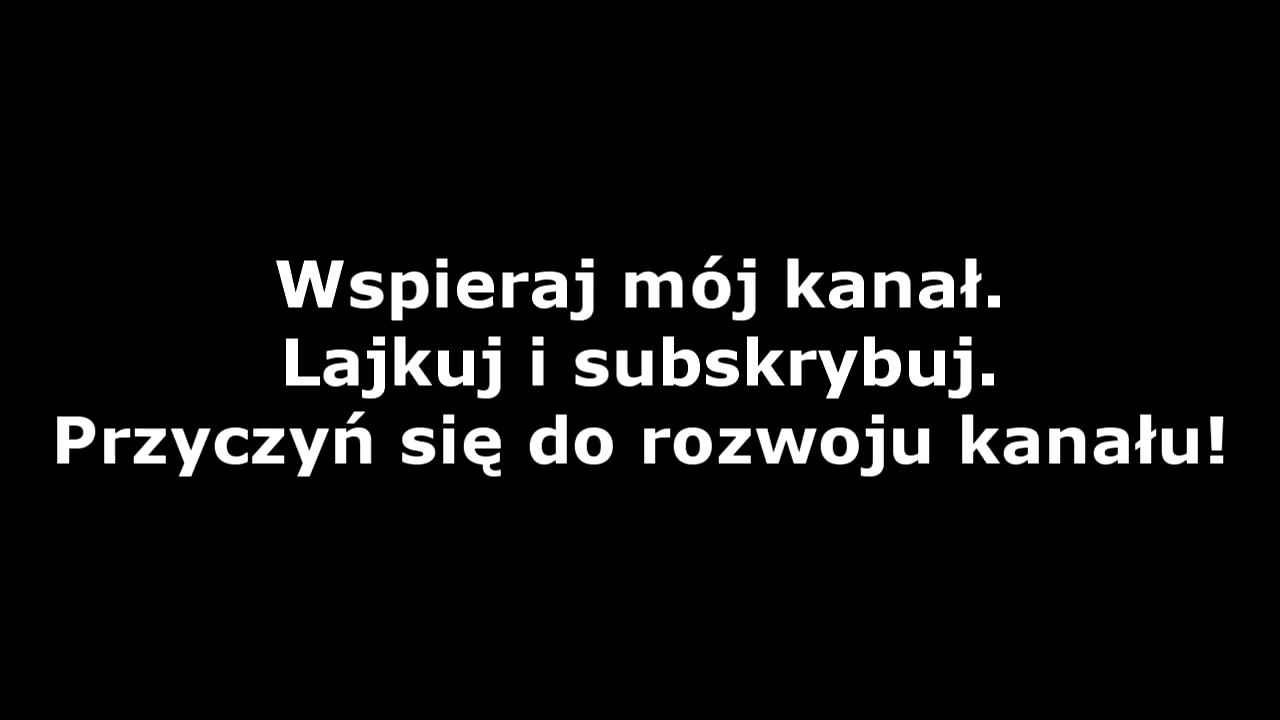 Wspieraj mój kanał.
Lajkuj i subskrybuj.
Przyczyń się do rozwoju kanału!